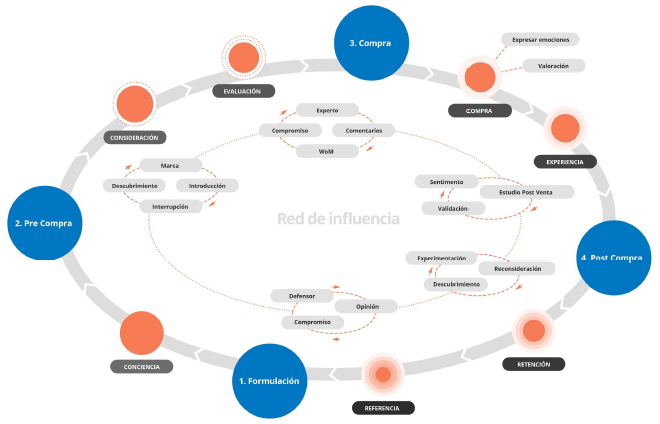 3. Compra
Expresar emociones
Valoración
EVALUACIÓN
COMPRA
CONSIDERACIÓN
EXPERIENCIA
Experto
Compromiso
Comentarios
WoM
Marca
Descubrimiento
Introducción
Interrupción
Sentimento
Estudio Post Venta
Validación
2. Pre Compra
Red de influencia
4. Post Compra
Experimentación
Reconsideración
Descubrimiento
Defensor
Opinión
Compromiso
CONCIENCIA
1. Formulación
RETENCIÓN
REFERENCIA